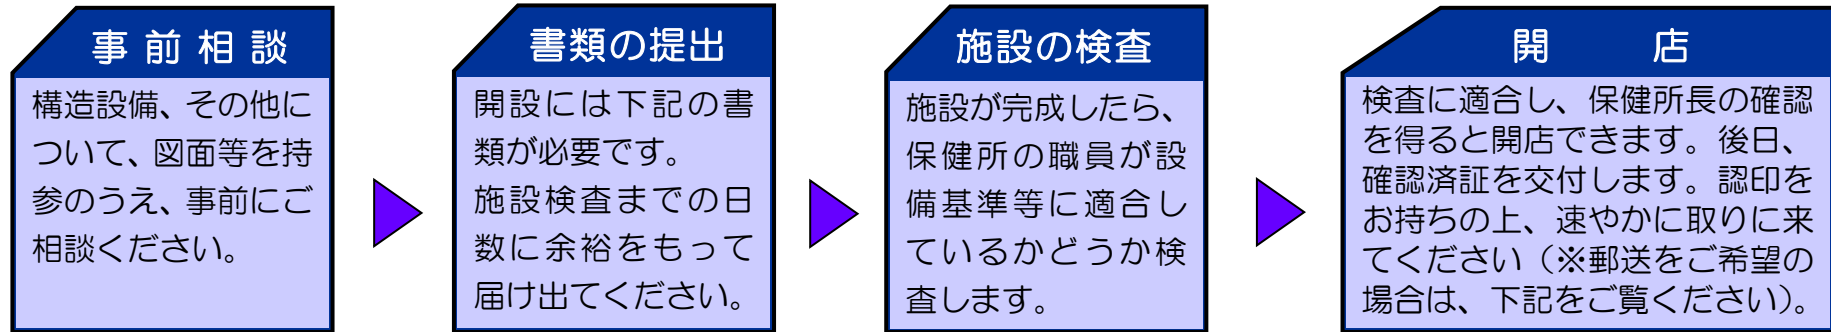 事前相談
構造設備、その他に
ついて、図面等を持
参のうえ、事前にご
相談ください。
書類の提出
開設には下記の書
類が必要です。
施設検査までの日
数に余裕をもって
届け出てください。
施設の検査
施設が完成したら、
保健所の職員が設
備基準等に適合し
ているかどうか検
査します。
開店
検査に適合し、保健所長の確認
を得ると開店できます。後日、
確認済証を交付します。認印を
お持ちの上、速やかに取りに来
てください（※郵送をご希望の
場合は、下記をご覧ください）。